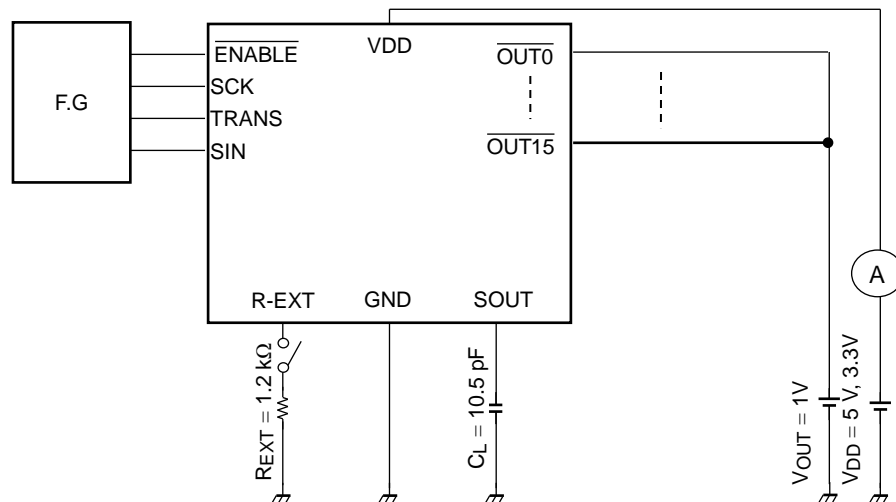 F.G
ENABLE
SCK
TRANS
SIN
VDD
OUT0
OUT15
A
R-EXT
GND
SOUT
REXT = 1.2 kΩ
CL = 10.5 pF
VOUT = 1V
VDD = 5 V, 3.3V